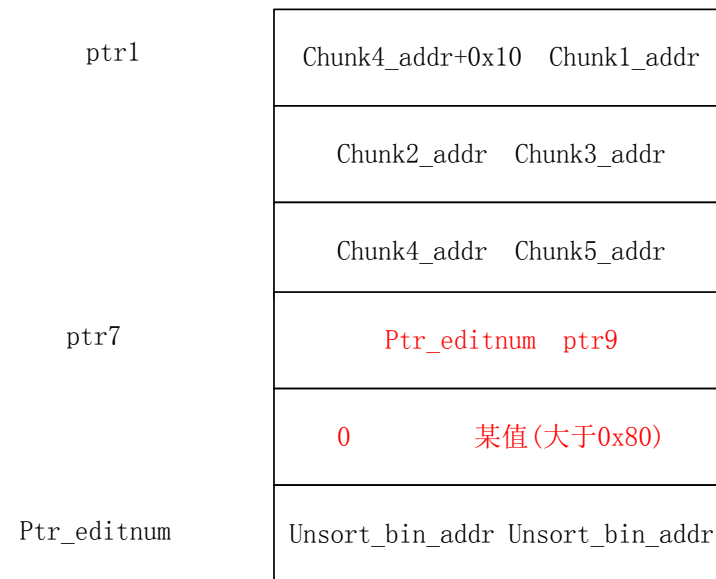 ptr1 Chunk4_addr+0x10 Chunk1_addr
Chunk2_addr Chunk3_addr
Chunk4_addr Chunk5_addr
ptr7 Ptr_editnum ptr9
0 某值(大于0x80)
Ptr_editnum Unsort_bin_addr Unsort_bin_addr